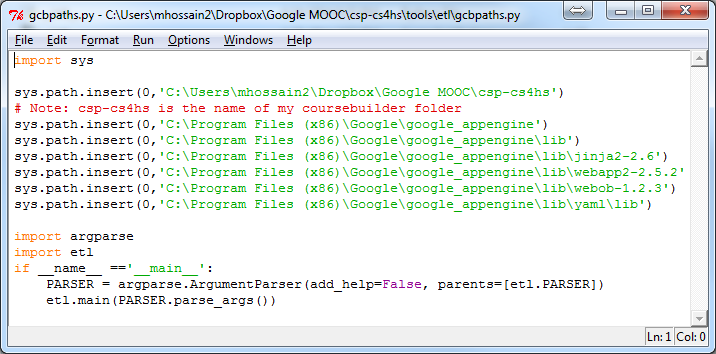 gcbpaths.py - C:\Users\mhossain2\Dropbox\Google MOOC\csp-cs4hs\tools\etl\gcbpaths.py
File Edit Format Run Options Windows Help
import sys
sys.path.insert(0,'C:\Users\mhossain2\Dropbox\Google MOOC\csp-cs4hs')
# Note: csp-cs4hs is the name of my coursebuilder folder
sys.path.insert(0,'C:\Program Files (x86)\Google\google_appengine')
sys.path.insert(0,'C:\Program Files (x86)\Google\google_appengine\lib')
sys.path.insert(0,'C:\Program Files (x86)\Google\google_appengine\lib\jinja2-2.6')
sys.path.insert(0,'C:\Program Files (x86)\Google\google_appengine\lib\webapp2-2.5.2'
sys.path.insert(0,'C:\Program Files (x86)\Google\google_appengine\lib\webob-1.2.3')
sys.path.insert(0,'C:\Program Files (x86)\Google\google_appengine\lib\yaml\lib')
import argparse
import etl
if __name__ =='__main__':
    PARSER = argparse.ArgumentParser(add_help=False, parents=[etl.PARSER])
    etl.main(PARSER.parse_args())
Ln: 1 Col: 0